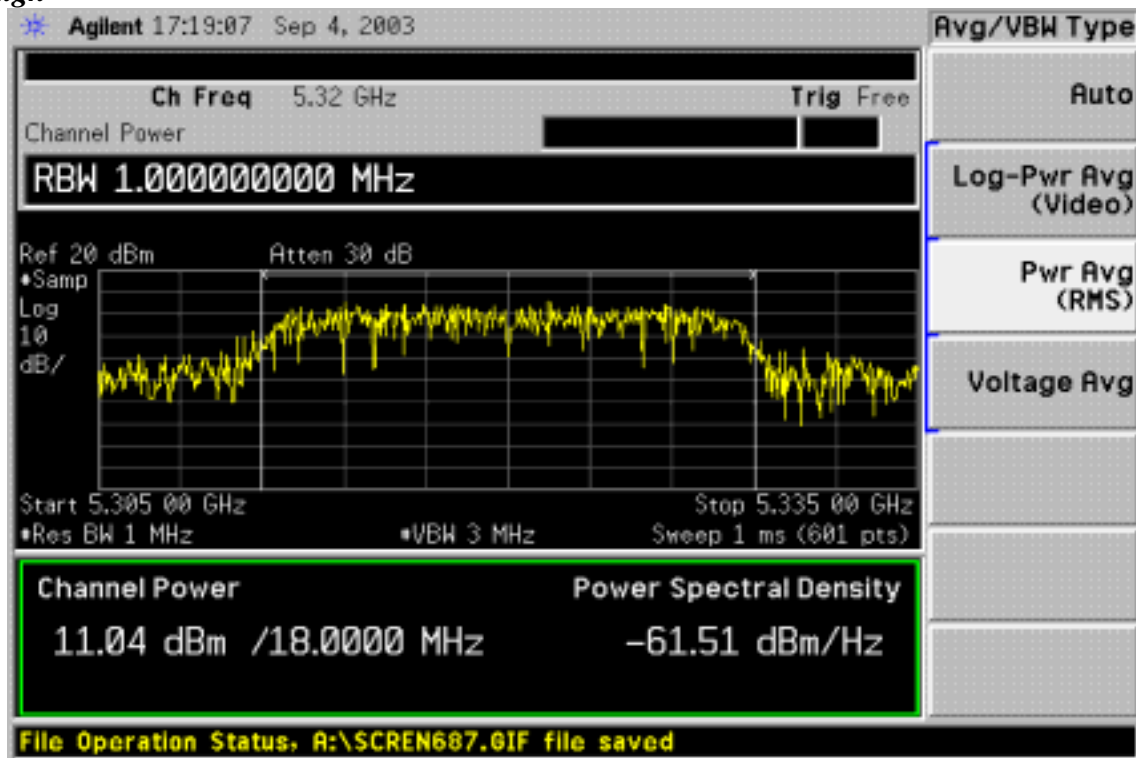 Agilent 17:19:07 Sep 4, 2003
Avg/VBW Type
Ch Freq 5.32 GHz Trig Free
Channel Power
RBW 1.000000000 MHz
Ref 20 dBm Atten 30 dB
#Samp
Log
10
dB/
Start 5.305 00 GHz Stop 5.335 00 GHz
#Res BW 1 MHz #VBW 3 MHz Sweep 1 ms (601 pts)
Channel Power Power Spectral Density
11.04 dBm /18.0000 MHz -61.51 dBm/Hz
File Operation Status, A:\SCREN687.GIF file saved
Auto
Log-Pwr Avg
(Video)
Pwr Avg
(RMS)
Voltage Avg